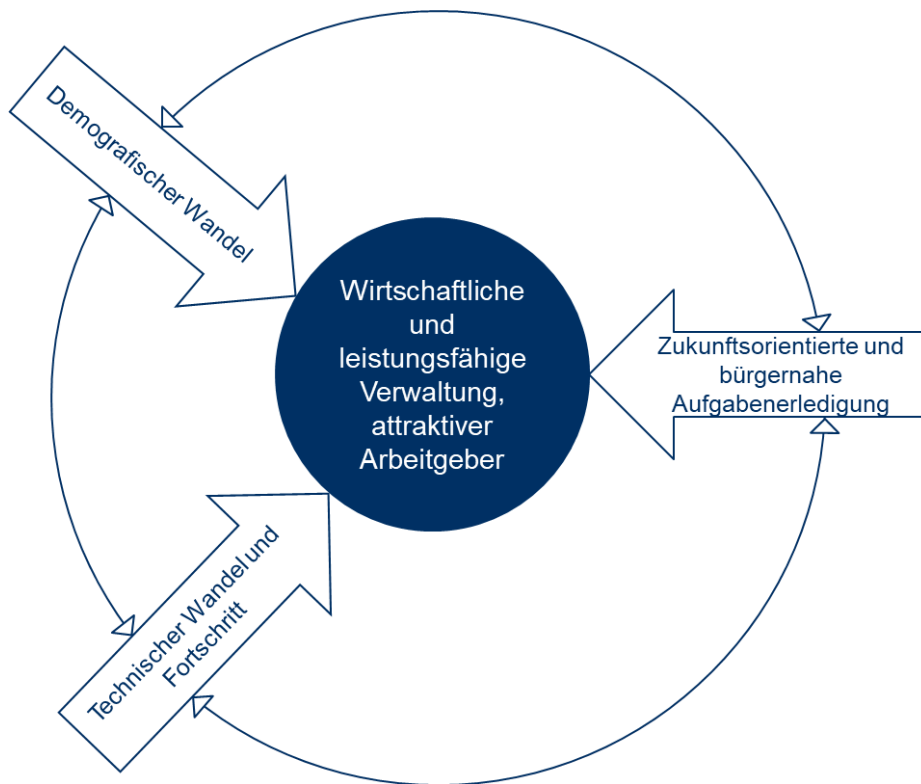 Demografischer Wandel
Wirtschaftliche
und
leistungsfähige
Verwaltung,
attraktiver
Arbeitgeber
Zukunftsorientierte und
bürgernahe
Aufgabenerledigung
Technischer Wandel und
Fortschritt